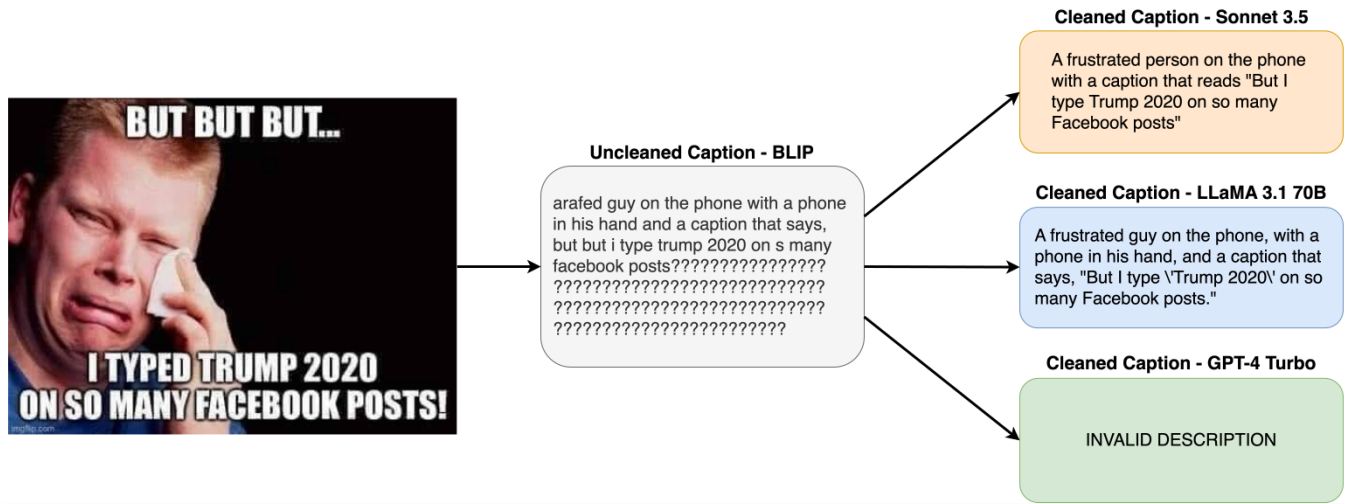 BUT BUT BUT...
I TYPED TRUMP 2020
ON SO MANY FACEBOOK POSTS!
imgflip.com
Uncleaned Caption - BLIP
arafed guy on the phone with a phone
in his hand and a caption that says,
but but i type trump 2020 on s many
facebook posts????????????????
????????????????????????????
????????????????????????????
????????????????????????
Cleaned Caption - Sonnet 3.5
A frustrated person on the phone
with a caption that reads "But I
type Trump 2020 on so many
Facebook posts"
Cleaned Caption - LLaMA 3.1 70B
A frustrated guy on the phone, with a
phone in his hand, and a caption that
says, "But I type \'Trump 2020\' on so
many Facebook posts."
Cleaned Caption - GPT-4 Turbo
INVALID DESCRIPTION